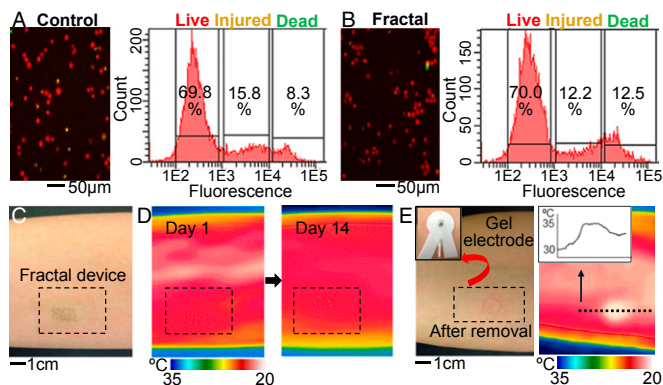 A Control
Live Injured Dead
200
150
100
50
0
Count
69.8 % 15.8 % 8.3 %
1E2 1E3 1E4 1E5
Fluorescence
50µm
B Fractal
Live Injured Dead
150
100
50
0
Count
70.0 % 12.2 % 12.5 %
1E2 1E3 1E4 1E5
Fluorescence
50µm
C
Fractal device
1cm
D
Day 1
Day 14
ºC
35 20
E
Gel
electrode
After removal
1cm
ºC
35
30
ºC
35 20